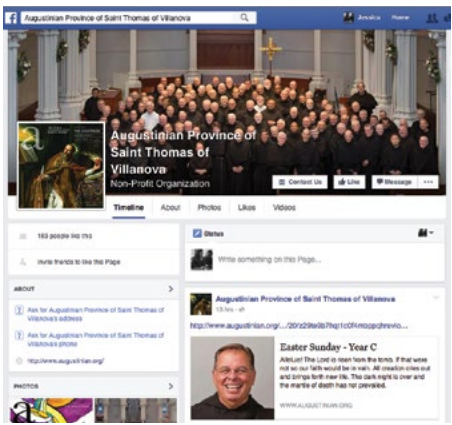 Augustinian Province of Saint Thomas of Villanova
Jessica Home
Augustinian Province of
Saint Thomas of
Villanova
Non-Profit Organization
Contact Us Like Message
Timeline About Photos Likes Videos
183 people like this
Invite friends to like this Page
ABOUT
Ask for Augustinian Province of Saint Thomas of
Villanova's address
Ask for Augustinian Province of Saint Thomas of
Villanova's phone
http://www.augustinian.org/
PHOTOS
Status
Write something on this Page...
Augustinian Province of Saint Thomas of Villanova
13 hrs
Easter Sunday - Year C
Alleluia! The Lord is risen from the tomb. If that were
not so our faith would be in vain. All creation cries out
and brings forth new life. The dark night is over and
the mantle of death has not prevailed.
WWW.AUGUSTINIAN.ORG